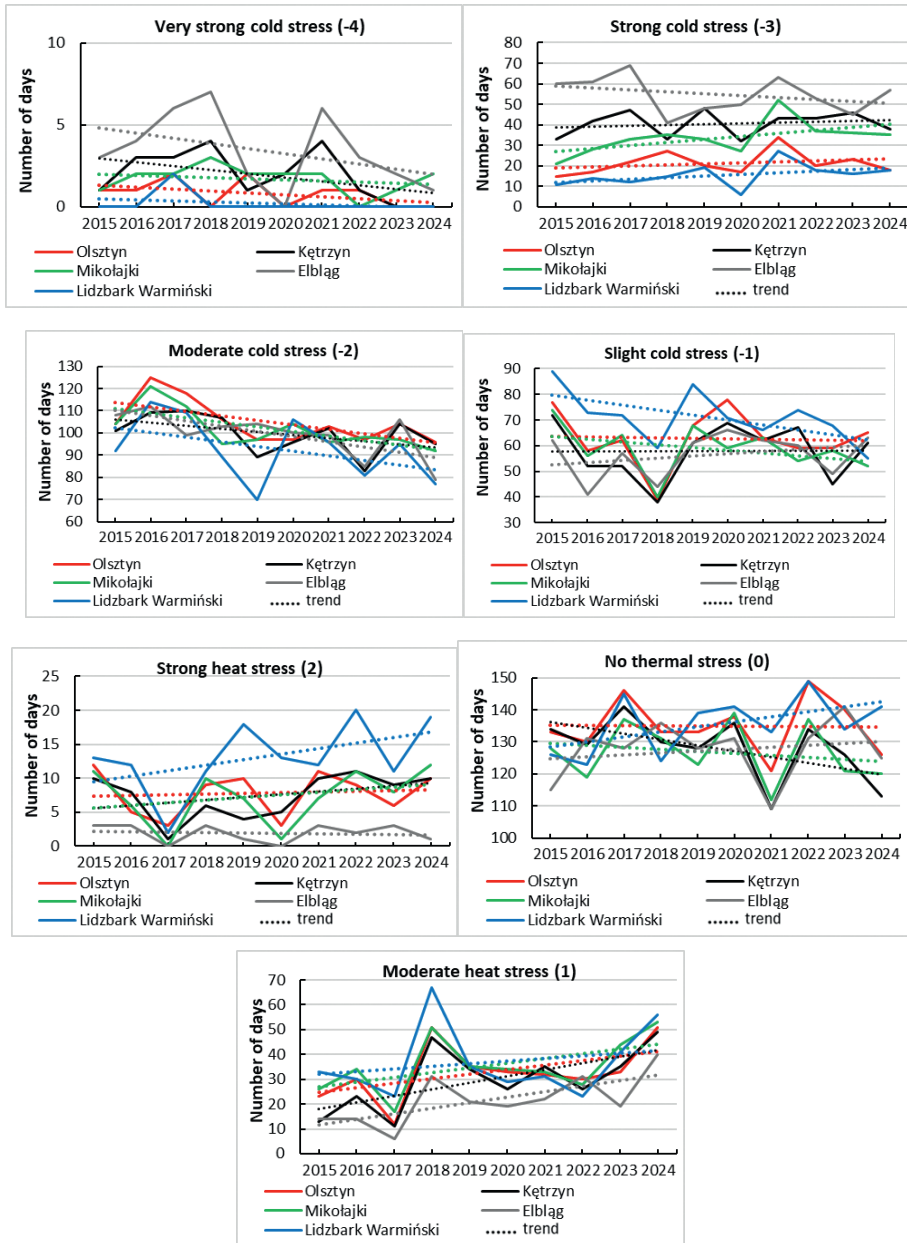 Very strong cold stress (-4)
Number of days
10
5
0
2015 2016 2017 2018 2019 2020 2021 2022 2023 2024
Olsztyn
Kętrzyn
Mikołajki
Elbląg
Lidzbark Warmiński
trend
Strong cold stress (-3)
Number of days
80
70
60
50
40
30
20
10
0
2015 2016 2017 2018 2019 2020 2021 2022 2023 2024
Olsztyn
Kętrzyn
Mikołajki
Elbląg
Lidzbark Warmiński
trend
Moderate cold stress (-2)
Number of days
130
120
110
100
90
80
70
60
2015 2016 2017 2018 2019 2020 2021 2022 2023 2024
Olsztyn
Kętrzyn
Mikołajki
Elbląg
Lidzbark Warmiński
trend
Slight cold stress (-1)
Number of days
90
80
70
60
50
40
30
2015 2016 2017 2018 2019 2020 2021 2022 2023 2024
Olsztyn
Kętrzyn
Mikołajki
Elbląg
Lidzbark Warmiński
trend
Strong heat stress (2)
Number of days
25
20
15
10
5
0
2015 2016 2017 2018 2019 2020 2021 2022 2023 2024
Olsztyn
Kętrzyn
Mikołajki
Elbląg
Lidzbark Warmiński
trend
No thermal stress (0)
Number of days
150
140
130
120
110
100
2015 2016 2017 2018 2019 2020 2021 2022 2023 2024
Olsztyn
Kętrzyn
Mikołajki
Elbląg
Lidzbark Warmiński
trend
Moderate heat stress (1)
Number of days
70
60
50
40
30
20
10
0
2015 2016 2017 2018 2019 2020 2021 2022 2023 2024
Olsztyn
Kętrzyn
Mikołajki
Elbląg
Lidzbark Warmiński
trend